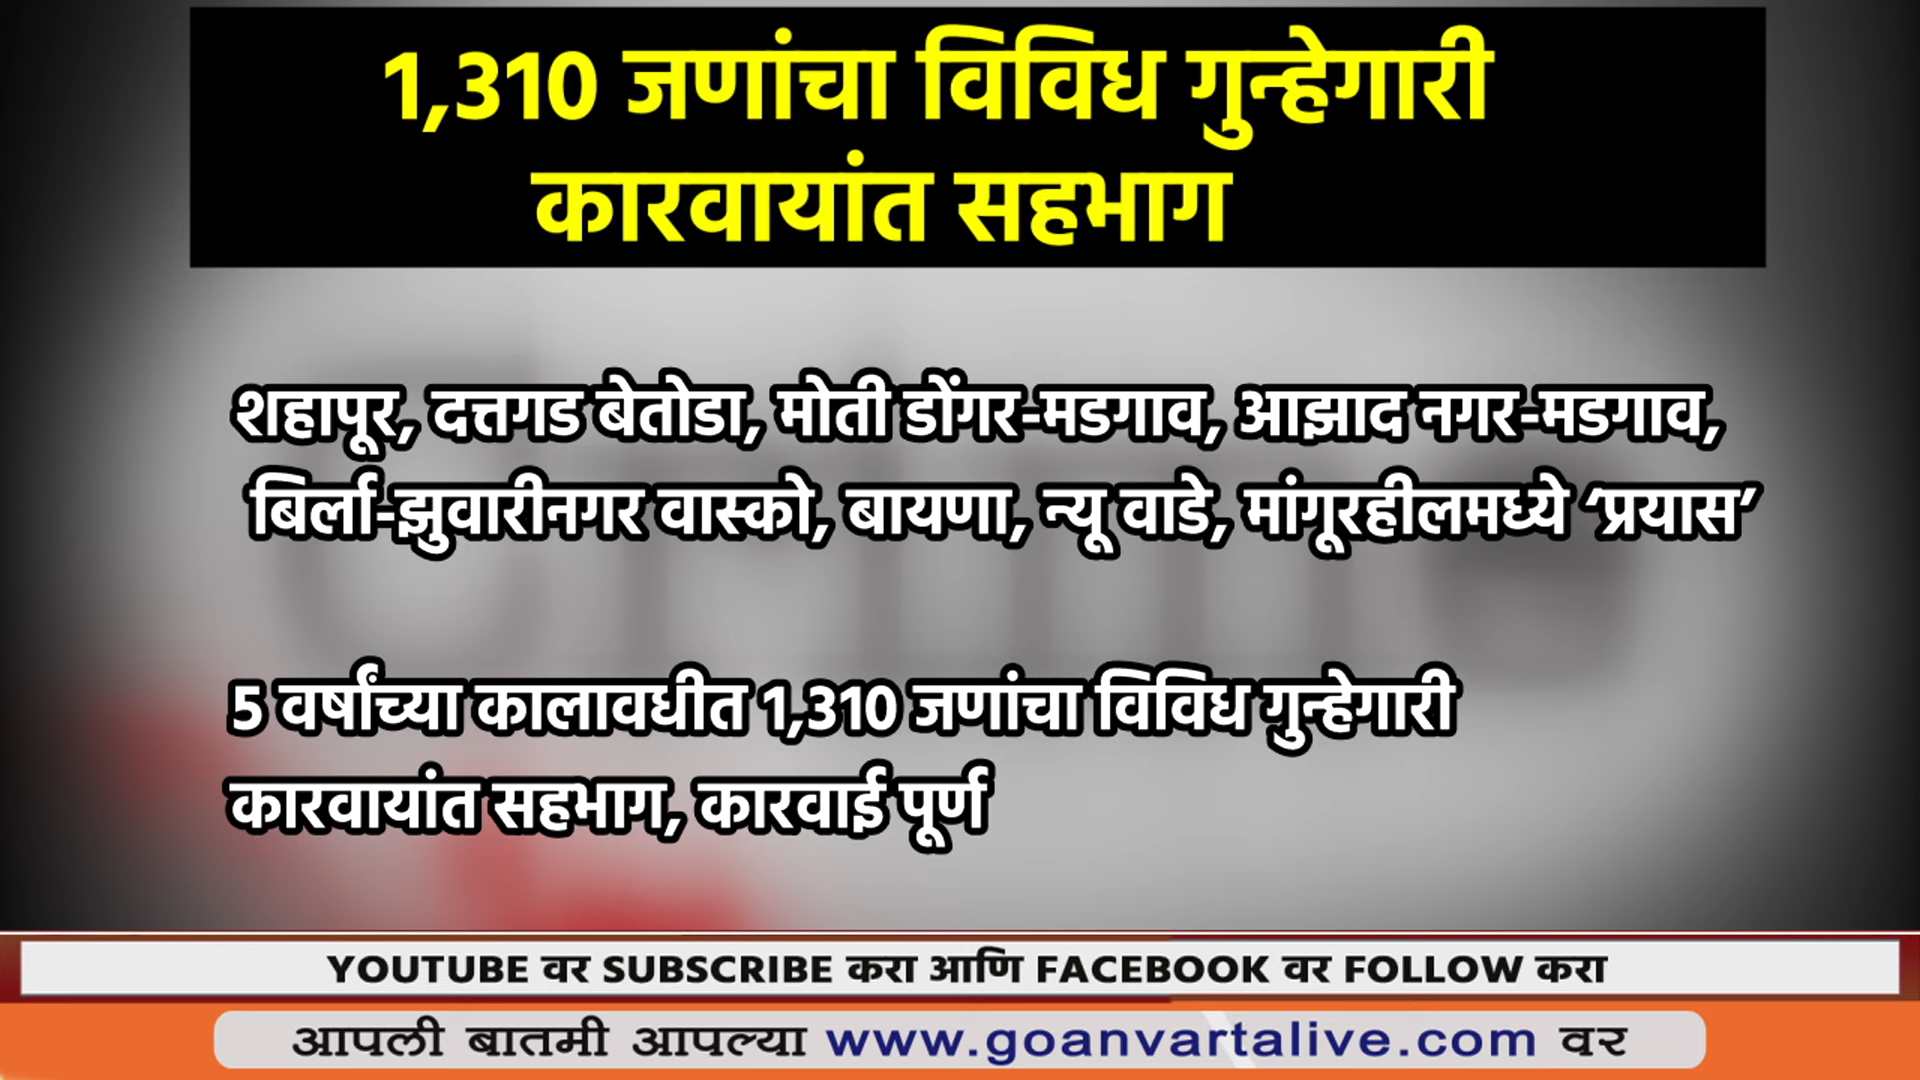 1,310 जणांचा विविध गुन्हेगारी
कारवायांत सहभाग
शहापूर, दत्तगड बेतोडा, मोती डोंगर-मडगाव, आझाद नगर-मडगाव,
बिर्ला-झुवारीनगर वास्को, बायणा, न्यू वाडे, मांगूरहीलमध्ये ‘प्रयास’
5 वर्षांच्या कालावधीत 1,310 जणांचा विविध गुन्हेगारी
कारवायांत सहभाग, कारवाई पूर्ण
YOUTUBE वर SUBSCRIBE करा आणि FACEBOOK वर FOLLOW करा
आपली बातमी आपल्या www.goanvartalive.com वर